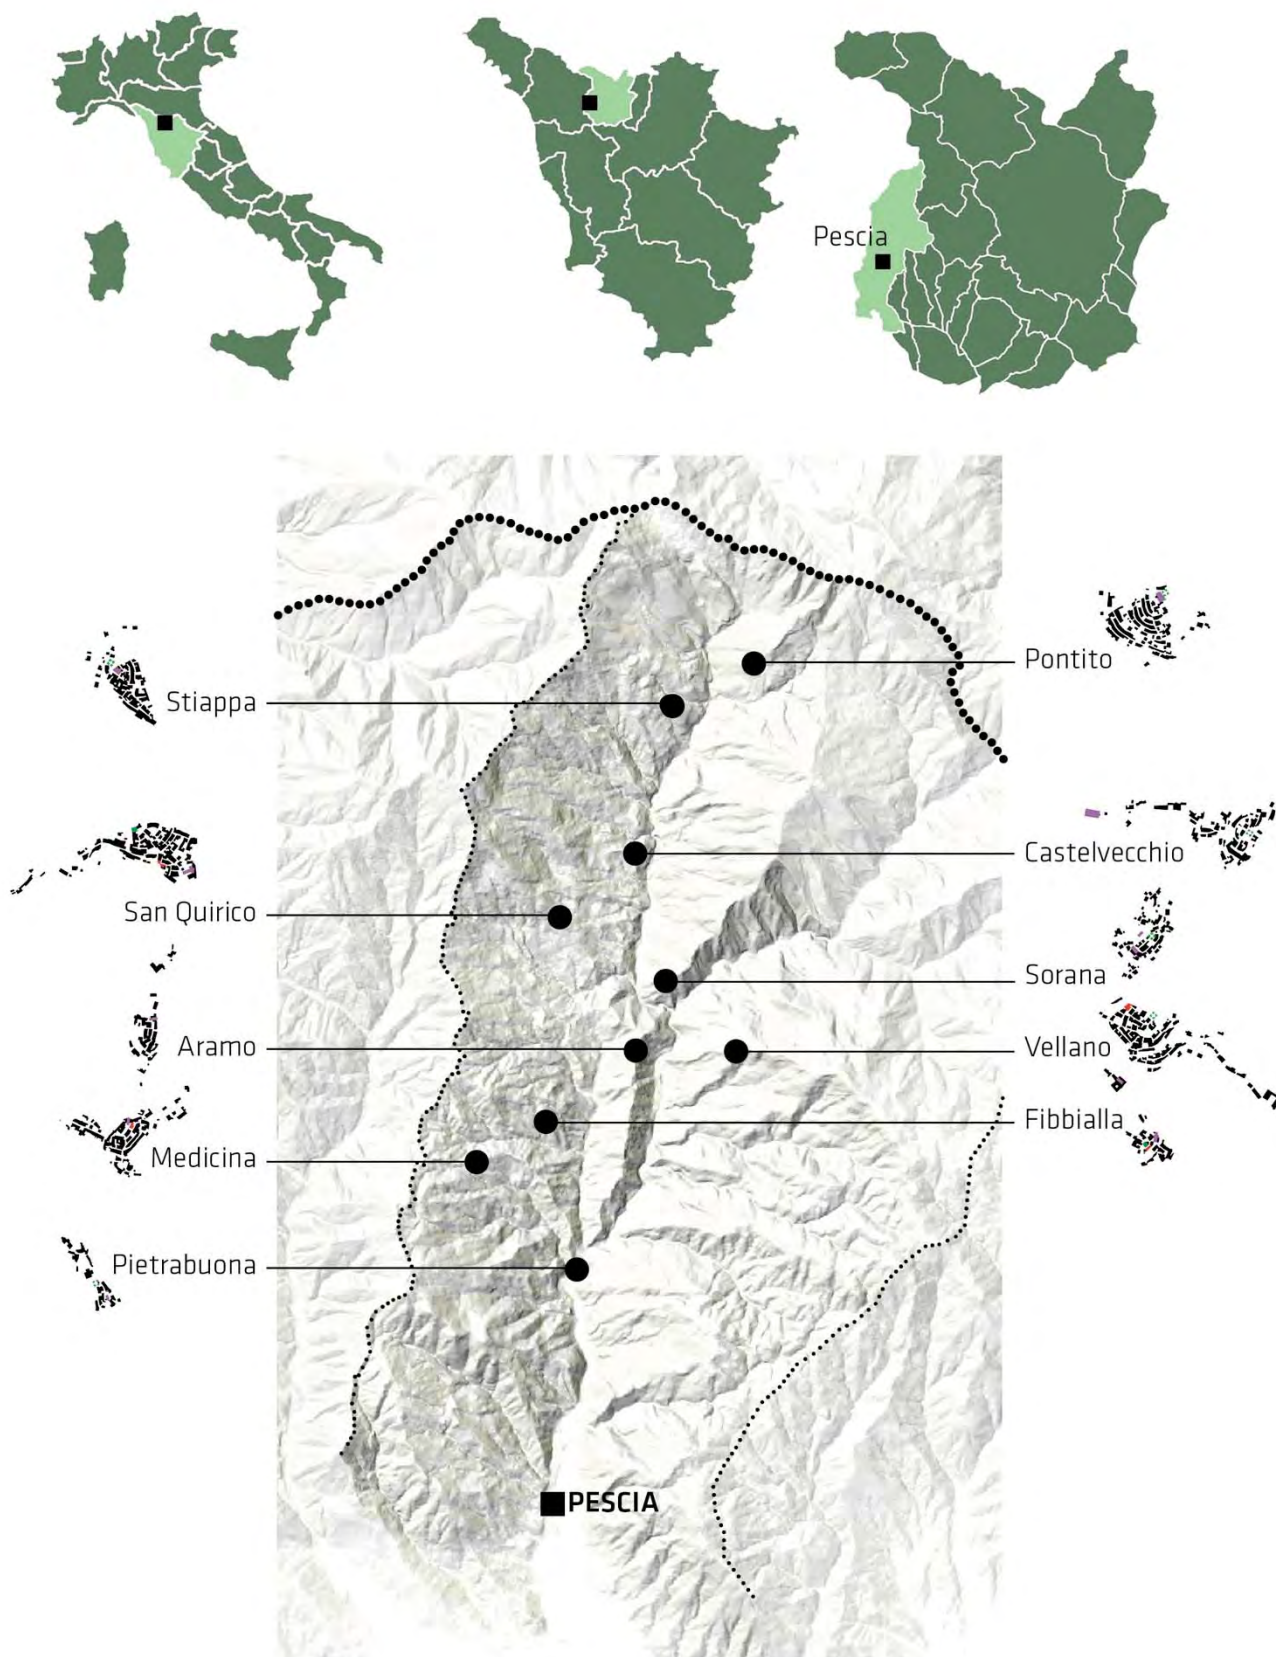 Pescia
Pontito
Stiappa
Castelvecchio
San Quirico
Sorana
Aramo
Vellano
Fibbialla
Medicina
Pietrabuona
PESCIA